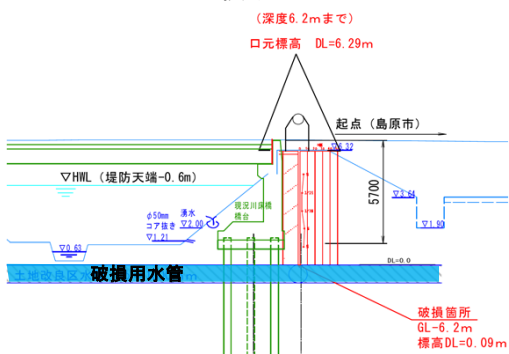 (深度6.2mまで)
口元標高 DL=6.29m
起点(島原市)
▽6.32
▽HWL(堤防天端-0.6m)
現況川床橋
橋台
φ50mm
コア抜き
湧水
▽2.00
▽1.21
▽0.63
5700
▽3.64
▽1.90
DL=0.0
土地改良区水
破損用水管
破損箇所
GL-6.2m
標高DL=0.09m